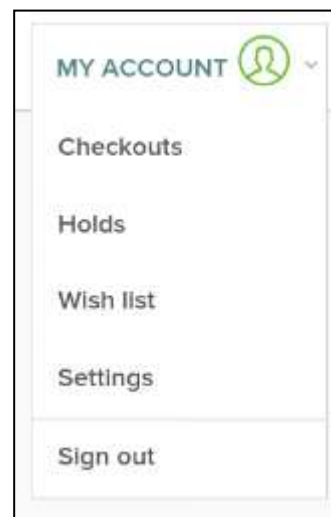 MY ACCOUNT
Checkouts
Holds
Wish list
Settings
Sign out